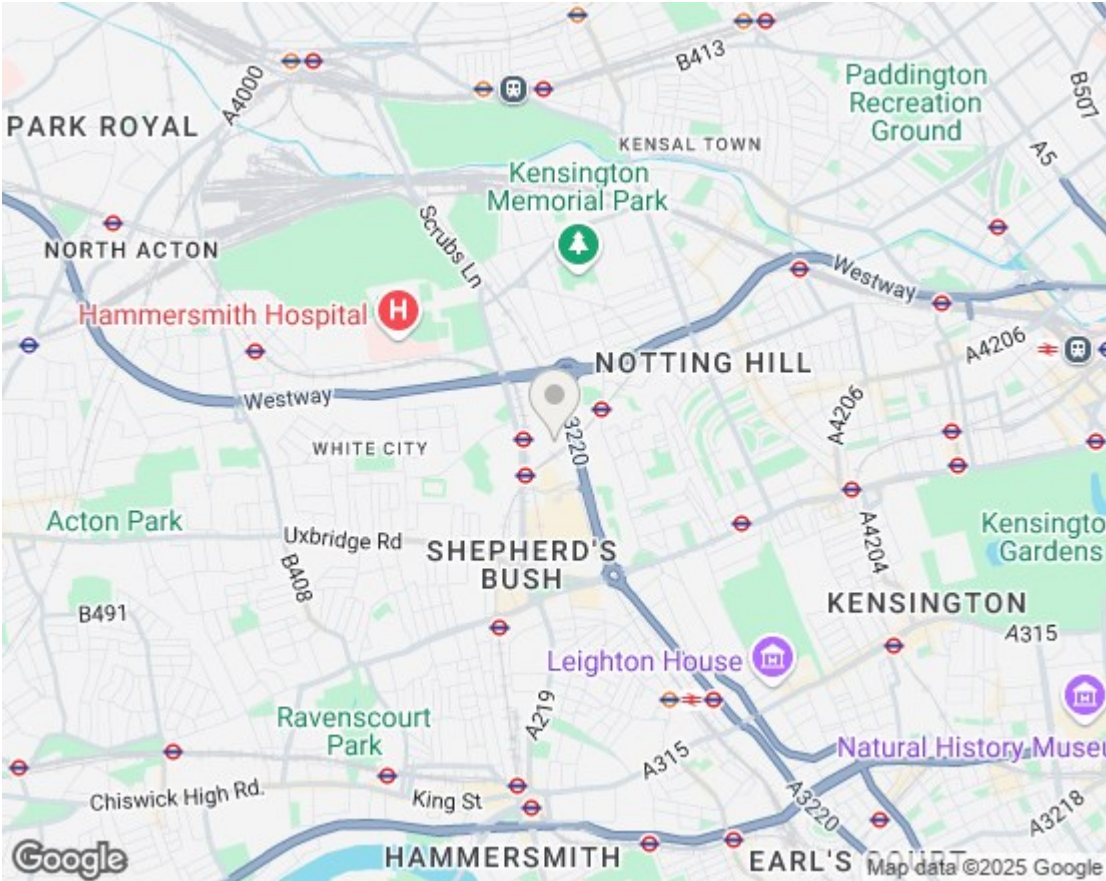 B413
B507
A4000
Paddington
Recreation
Ground
A5
PARK ROYAL
KENSAL TOWN
Kensington
Memorial Park
Scrubs Ln
NORTH ACTON
Westway
Hammersmith Hospital
H
A4206
NOTTING HILL
Westway
A4206
3220
WHITE CITY
Acton Park
Uxbridge Rd
Kensingto
Gardens
A4204
SHEPHERD'S
BUSH
B408
B491
KENSINGTON
A315
Leighton House
A219
Ravenscourt
Park
Natural History Museu
A315
Chiswick High Rd.
King St
A3220
A3218
Google
HAMMERSMITH
EARL'S COURT
Map data ©2025 Google